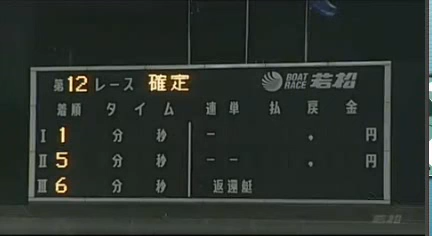 第12レース 確定 BOAT RACE 若松
着順 タイム 連単 払戻金
I 1 分 秒 - . 円
II 5 分 秒 - - . 円
III 6 分 秒 返還艇
若松